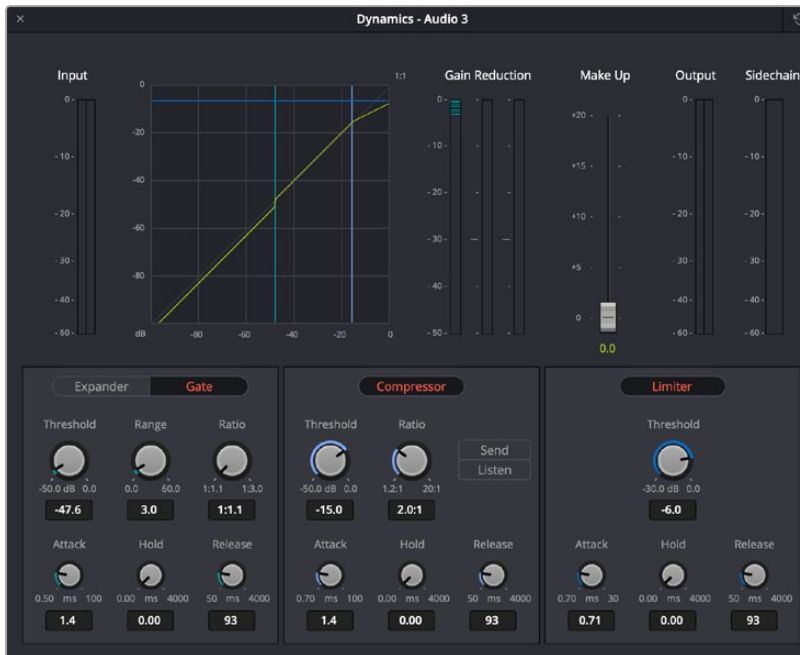 Dynamics - Audio 3
Input
1:1
Gain Reduction
Make Up
Output
Sidechain
0
-10
-20
-30
-40
-60
0
-20
-40
-60
-80
dB
-80
-60
-40
-20
0
0
-10
-20
-30
-40
-50
+20
+15
+10
+5
0
0.0
0
-10
-20
-30
-40
-60
0
-10
-20
-30
-40
-60
Expander Gate
Threshold Range Ratio
-50.0 dB 0.0 0.0 60.0 1:1.1 1:3.0
-47.6 3.0 1:1.1
Attack Hold Release
0.50 ms 100 0.00 ms 4000 50 ms 4000
1.4 0.00 93
Compressor
Threshold Ratio
Send
Listen
-50.0 dB 0.0 1.2:1 20:1
-15.0 2.0:1
Attack Hold Release
0.70 ms 100 0.00 ms 4000 50 ms 4000
1.4 0.00 93
Limiter
Threshold
-30.0 dB 0.0
-6.0
Attack Hold Release
0.70 ms 30 0.00 ms 4000 50 ms 4000
0.71 0.00 93